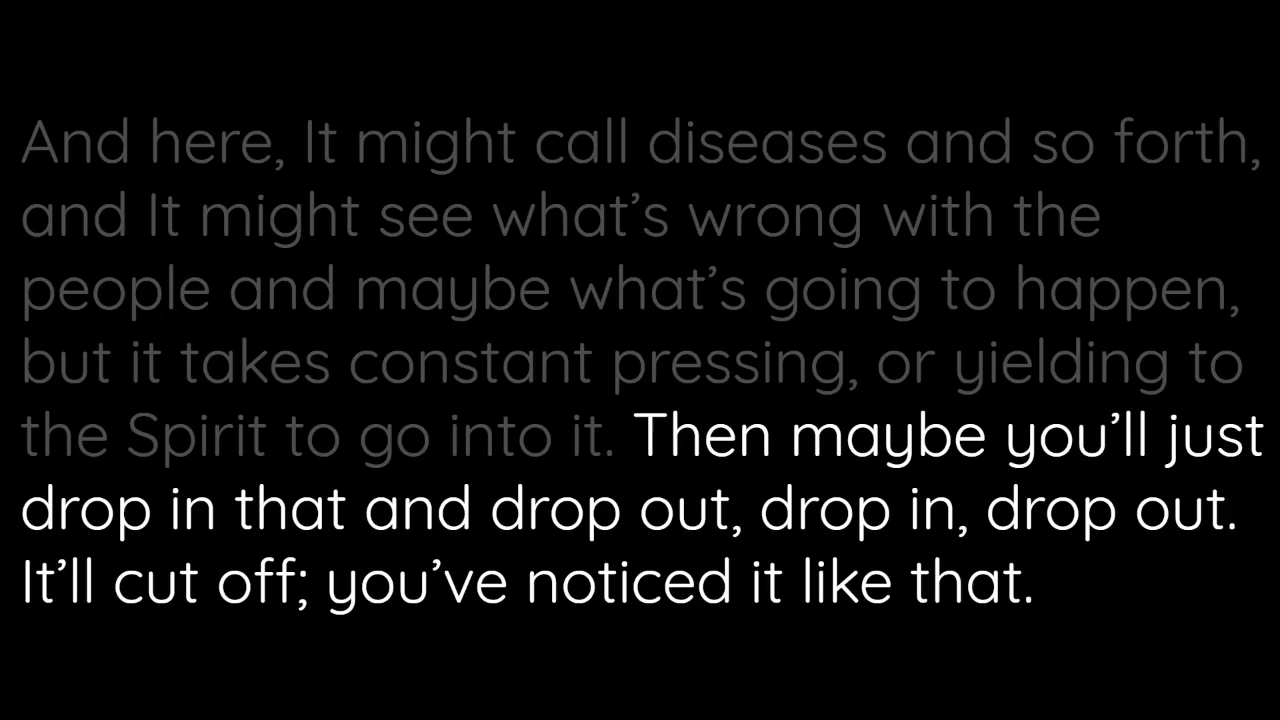 And here, It might call diseases and so forth,
and It might see what’s wrong with the
people and maybe what’s going to happen,
but it takes constant pressing, or yielding to
the Spirit to go into it. Then maybe you’ll just
drop in that and drop out, drop in, drop out.
It’ll cut off; you’ve noticed it like that.